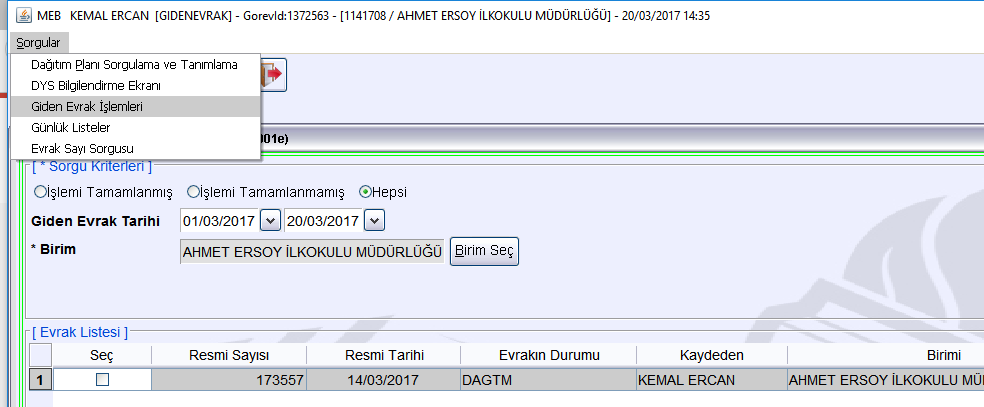 MEB KEMAL ERCAN [GIDENEVRAK] - GorevId:1372563 - [1141708 / AHMET ERSOY İLKOKULU MÜDÜRLÜĞÜ] - 20/03/2017 14:35
Sorgular
Dağıtım Planı Sorgulama ve Tanımlama
DYS Bilgilendirme Ekranı
Giden Evrak İşlemleri
Günlük Listeler
Evrak Sayı Sorgusu
001e)
[ * Sorgu Kriterleri ]
İşlemi Tamamlanmış İşlemi Tamamlanmamış Hepsi
Giden Evrak Tarihi 01/03/2017 20/03/2017
* Birim AHMET ERSOY İLKOKULU MÜDÜRLÜĞÜ Birim Seç
[ Evrak Listesi ]
Seç Resmi Sayısı Resmi Tarihi Evrakın Durumu Kaydeden Birimi
1 173557 14/03/2017 DAGTM KEMAL ERCAN AHMET ERSOY İLKOKULU MÜ